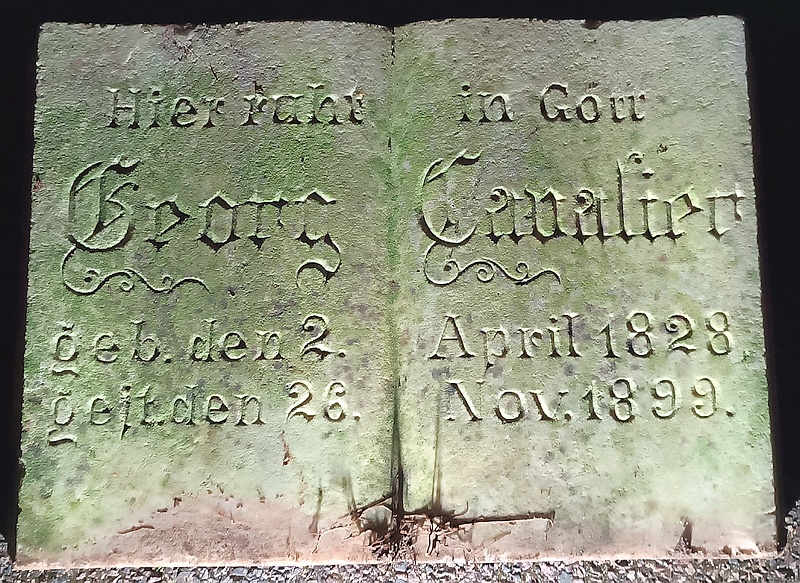 Hier ruht in Gott
Georg Cavalier
geb. den 2. April 1828.
gest. den 26. Nov. 1899.